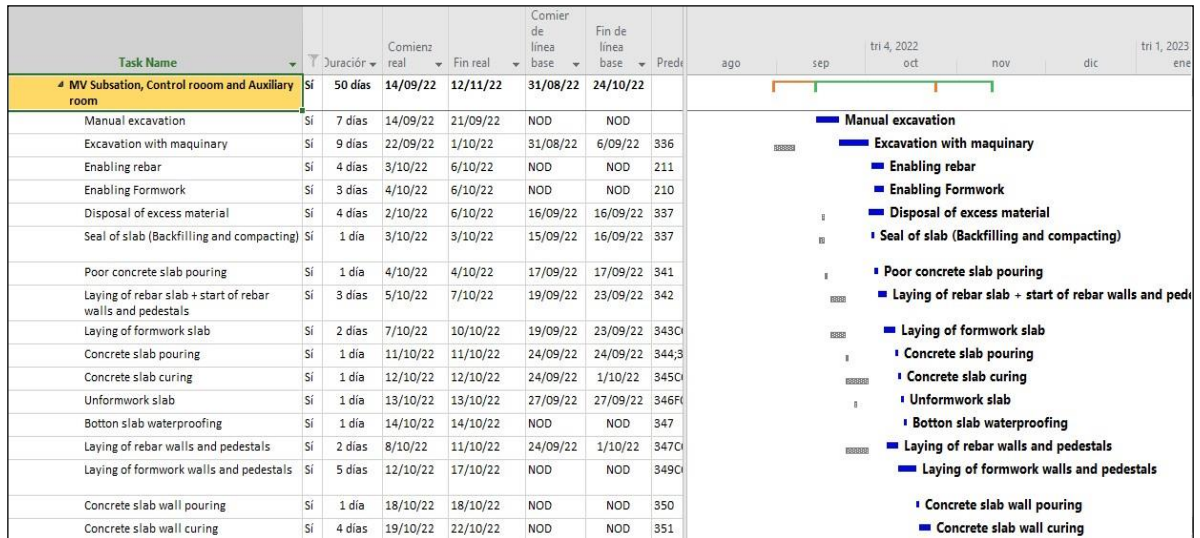 Comier
de
línea
base
Fin de
línea
base
Task Name
Duración
Comienz
real
Fin real
Prede
tri 4, 2022
tri 1, 2023
ago sep oct nov dic ene
MV Subsation, Control rooom and Auxiliary Sí 50 días 14/09/22 12/11/22 31/08/22 24/10/22
room
Manual excavation Sí 7 días 14/09/22 21/09/22 NOD NOD Manual excavation
Excavation with maquinary Sí 9 días 22/09/22 1/10/22 31/08/22 6/09/22 336 Excavation with maquinary
Enabling rebar Sí 4 días 3/10/22 6/10/22 NOD NOD 211 Enabling rebar
Enabling Formwork Sí 3 días 4/10/22 6/10/22 NOD NOD 210 Enabling Formwork
Disposal of excess material Sí 4 días 2/10/22 6/10/22 16/09/22 16/09/22 337 Disposal of excess material
Seal of slab (Backfilling and compacting) Sí 1 día 3/10/22 3/10/22 15/09/22 16/09/22 337 Seal of slab (Backfilling and compacting)
Poor concrete slab pouring Sí 1 día 4/10/22 4/10/22 17/09/22 17/09/22 341 Poor concrete slab pouring
Laying of rebar slab + start of rebar Sí 3 días 5/10/22 7/10/22 19/09/22 23/09/22 342 Laying of rebar slab + start of rebar walls and pede
walls and pedestals
Laying of formwork slab Sí 2 días 7/10/22 10/10/22 19/09/22 23/09/22 343C Laying of formwork slab
Concrete slab pouring Sí 1 día 11/10/22 11/10/22 24/09/22 24/09/22 344;3 Concrete slab pouring
Concrete slab curing Sí 1 día 12/10/22 12/10/22 24/09/22 1/10/22 345C Concrete slab curing
Unformwork slab Sí 1 día 13/10/22 13/10/22 27/09/22 27/09/22 346F Unformwork slab
Botton slab waterproofing Sí 1 día 14/10/22 14/10/22 NOD NOD 347 Botton slab waterproofing
Laying of rebar walls and pedestals Sí 2 días 8/10/22 11/10/22 24/09/22 1/10/22 347C Laying of rebar walls and pedestals
Laying of formwork walls and pedestals Sí 5 días 12/10/22 17/10/22 NOD NOD 349C Laying of formwork walls and pedestals
Concrete slab wall pouring Sí 1 día 18/10/22 18/10/22 NOD NOD 350 Concrete slab wall pouring
Concrete slab wall curing Sí 4 días 19/10/22 22/10/22 NOD NOD 351 Concrete slab wall curing